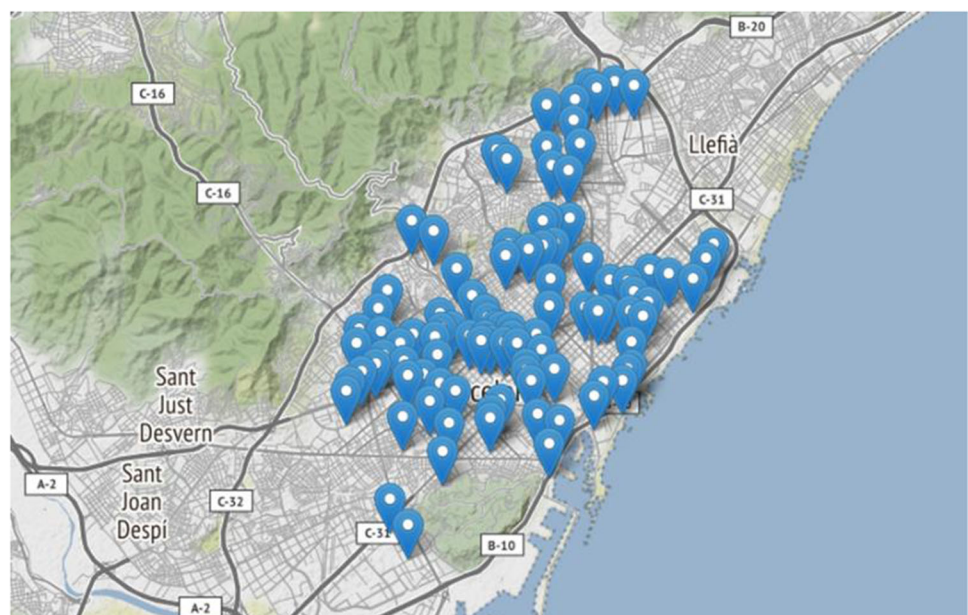 B-20
C-16
Llefià
C-16
C-31
Sant
Just
Desvern
A-2
Sant
Joan
Despí
C-32
C-31
B-10
A-2